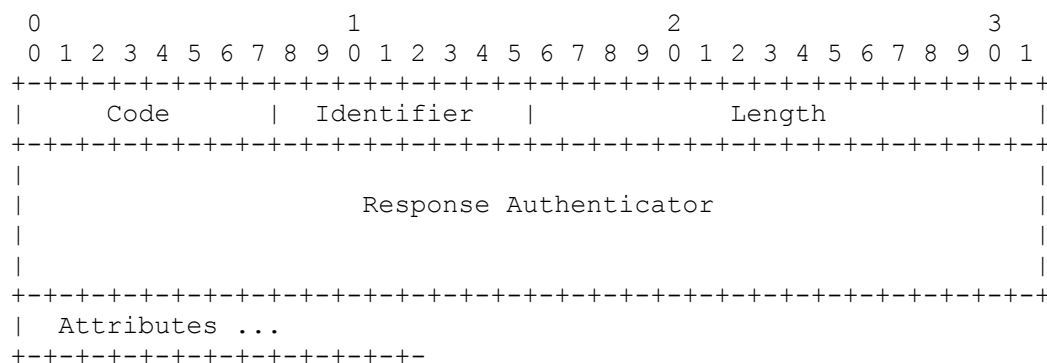 0                   1                   2                   3
 0 1 2 3 4 5 6 7 8 9 0 1 2 3 4 5 6 7 8 9 0 1 2 3 4 5 6 7 8 9 0 1
+-+-+-+-+-+-+-+-+-+-+-+-+-+-+-+-+-+-+-+-+-+-+-+-+-+-+-+-+-+-+-+-+
|     Code      |  Identifier   |            Length             |
+-+-+-+-+-+-+-+-+-+-+-+-+-+-+-+-+-+-+-+-+-+-+-+-+-+-+-+-+-+-+-+-+
|                                                               |
|                     Response Authenticator                    |
|                                                               |
|                                                               |
+-+-+-+-+-+-+-+-+-+-+-+-+-+-+-+-+-+-+-+-+-+-+-+-+-+-+-+-+-+-+-+-+
|  Attributes ...
+-+-+-+-+-+-+-+-+-+-+-+-+-